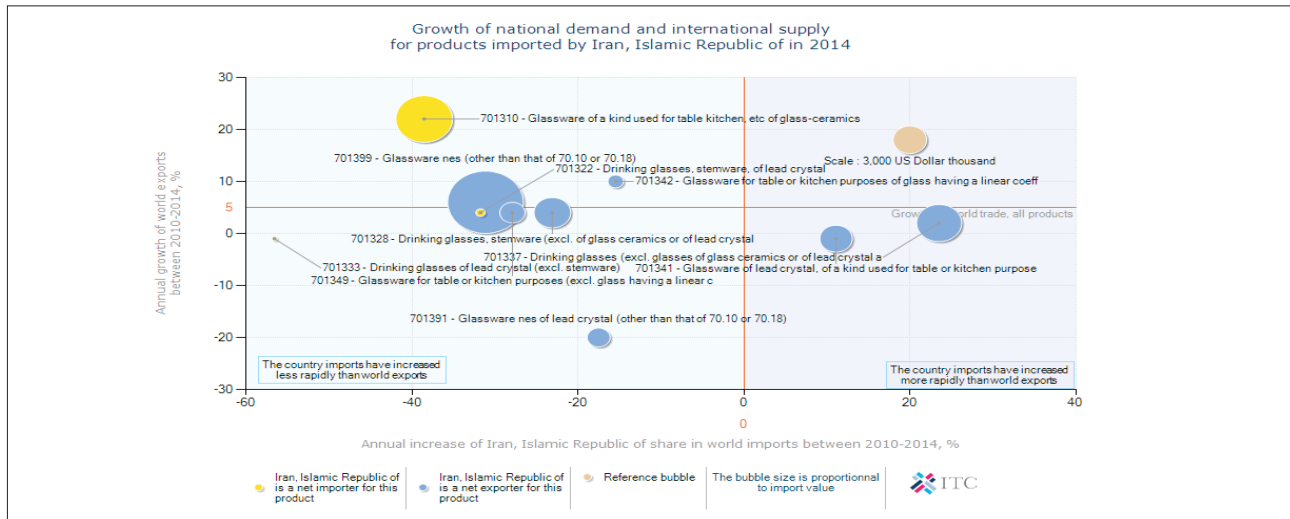 Growth of national demand and international supply
for products imported by Iran, Islamic Republic of in 2014
Annual growth of world exports
between 2010-2014, %
30
20
10
5
0
-10
-20
-30
701310 - Glassware of a kind used for table kitchen, etc of glass-ceramics
701399 - Glassware nes (other than that of 70.10 or 70.18)
Scale : 3,000 US Dollar thousand
701322 - Drinking glasses, stemware, of lead crystal
701342 - Glassware for table or kitchen purposes of glass having a linear coeff
Growth world trade, all products
701328 - Drinking glasses, stemware (excl. of glass ceramics or of lead crystal
701337 - Drinking glasses (excl. glasses of glass ceramics or of lead crystal a
701333 - Drinking glasses of lead crystal (excl. stemware)
701341 - Glassware of lead crystal, of a kind used for table or kitchen purpose
701349 - Glassware for table or kitchen purposes (excl. glass having a linear c
701391 - Glassware nes of lead crystal (other than that of 70.10 or 70.18)
The country imports have increased
less rapidly than world exports
The country imports have increased
more rapidly than world exports
-60
-40
-20
0
20
40
0
Annual increase of Iran, Islamic Republic of share in world imports between 2010-2014, %
Iran, Islamic Republic of
is a net importer for this
product
Iran, Islamic Republic of
is a net exporter for this
product
Reference bubble
The bubble size is proportionnal
to import value
ITC